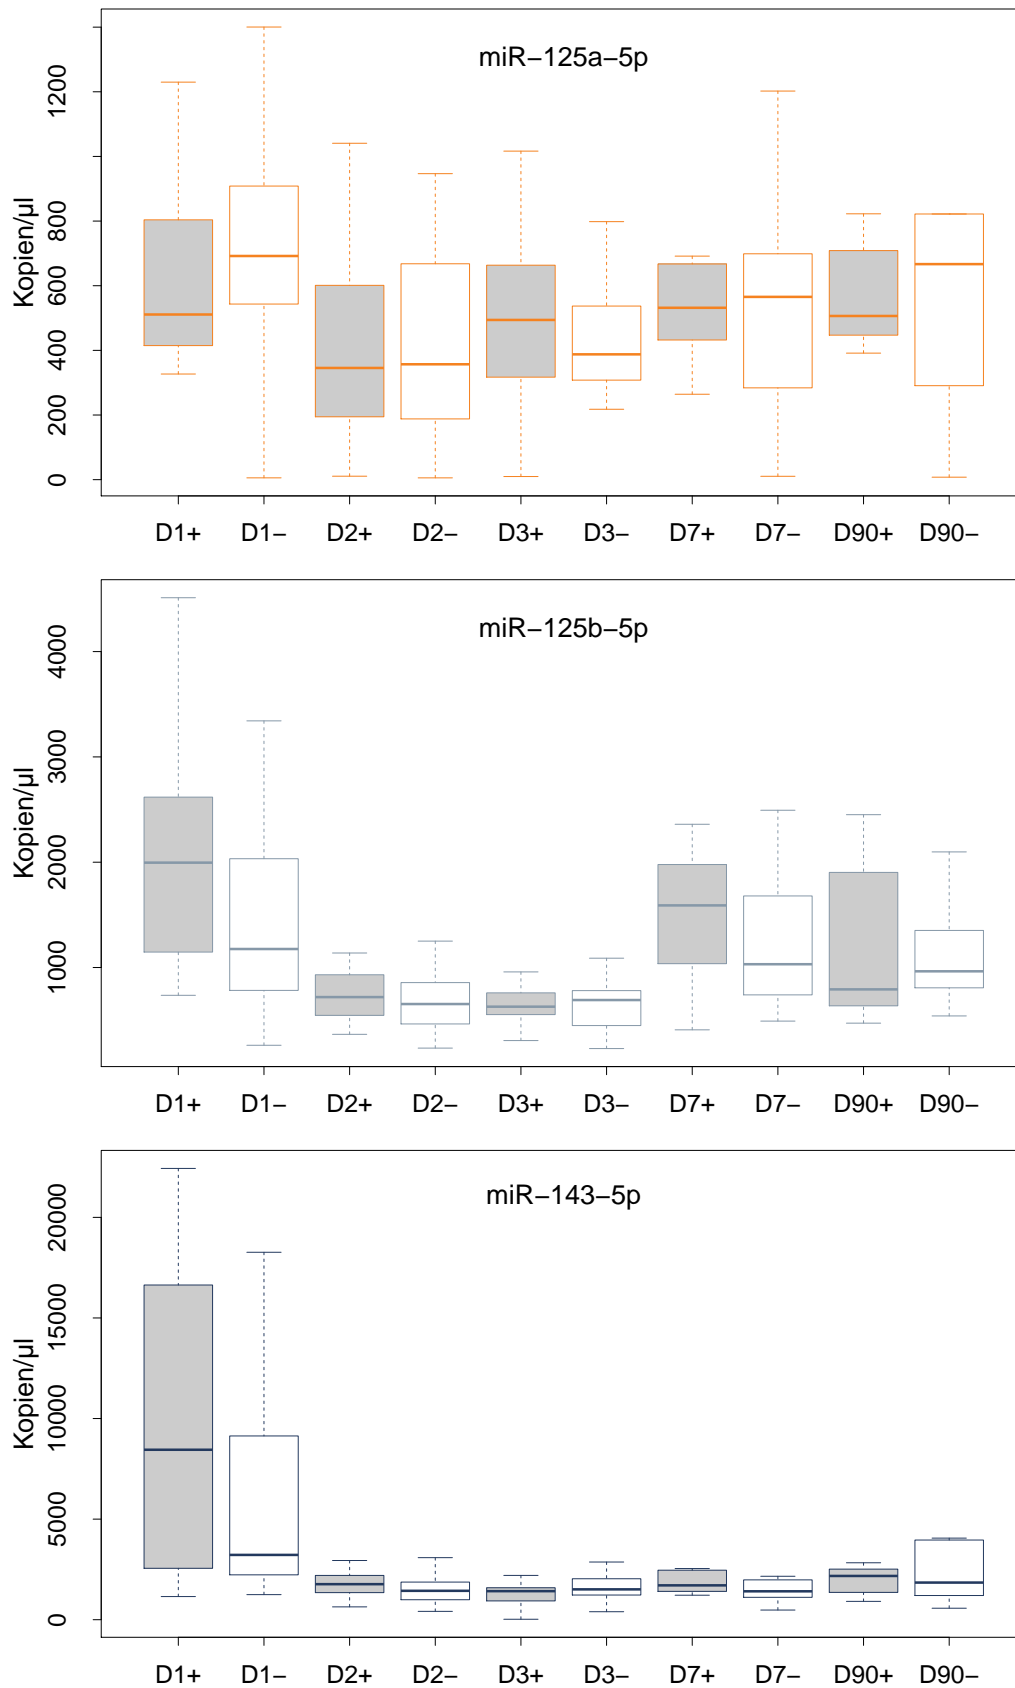 miR−125a−5p
Kopien/µl
1200
800
600
400
200
0
D1+ D1− D2+ D2− D3+ D3− D7+ D7− D90+ D90−
miR−125b−5p
Kopien/µl
4000
3000
2000
1000
D1+ D1− D2+ D2− D3+ D3− D7+ D7− D90+ D90−
miR−143−5p
Kopien/µl
20000
15000
10000
5000
0
D1+ D1− D2+ D2− D3+ D3− D7+ D7− D90+ D90−